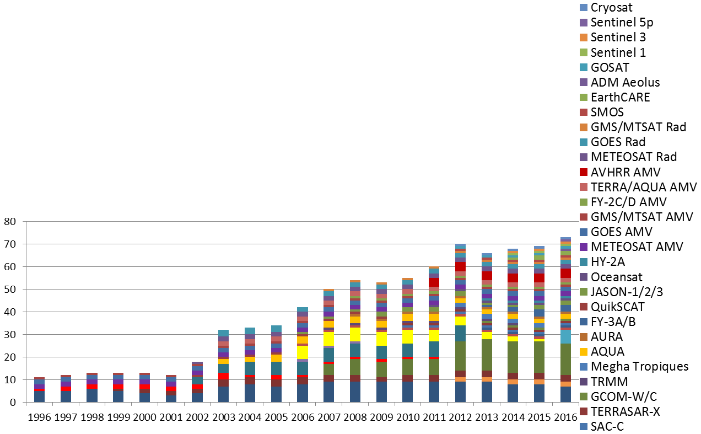 Cryosat
Sentinel 5p
Sentinel 3
Sentinel 1
GOSAT
ADM Aeolus
EarthCARE
SMOS
GMS/MTSAT Rad
GOES Rad
METEOSAT Rad
AVHRR AMV
TERRA/AQUA AMV
FY-2C/D AMV
GMS/MTSAT AMV
GOES AMV
METEOSAT AMV
HY-2A
Oceansat
JASON-1/2/3
QuikSCAT
FY-3A/B
AURA
AQUA
Megha Tropiques
TRMM
GCOM-W/C
TERRASAR-X
SAC-C
80
70
60
50
40
30
20
10
0
1996 1997 1998 1999 2000 2001 2002 2003 2004 2005 2006 2007 2008 2009 2010 2011 2012 2013 2014 2015 2016